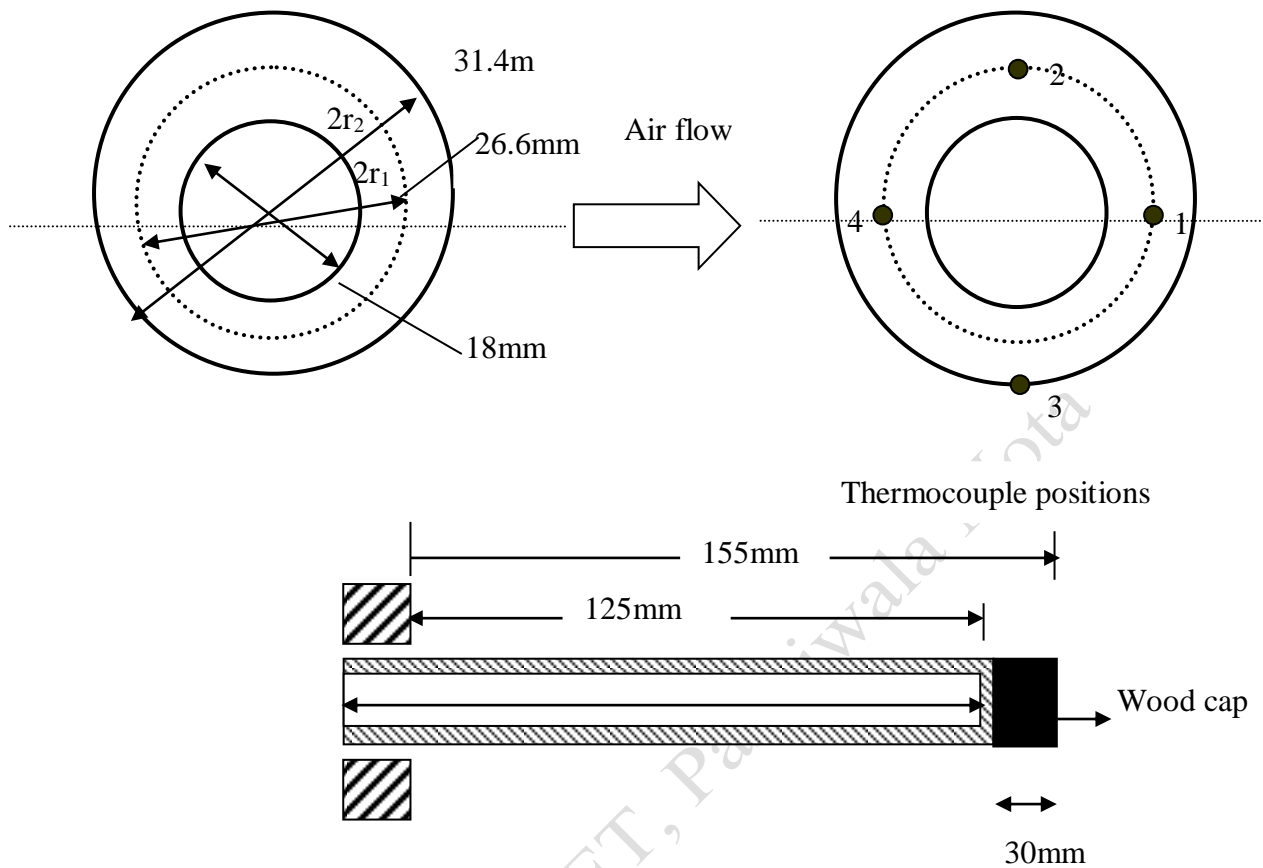 31.4m
2r2
26.6mm
2r1
18mm
Air flow
2
4
1
3
Thermocouple positions
155mm
125mm
Wood cap
30mm